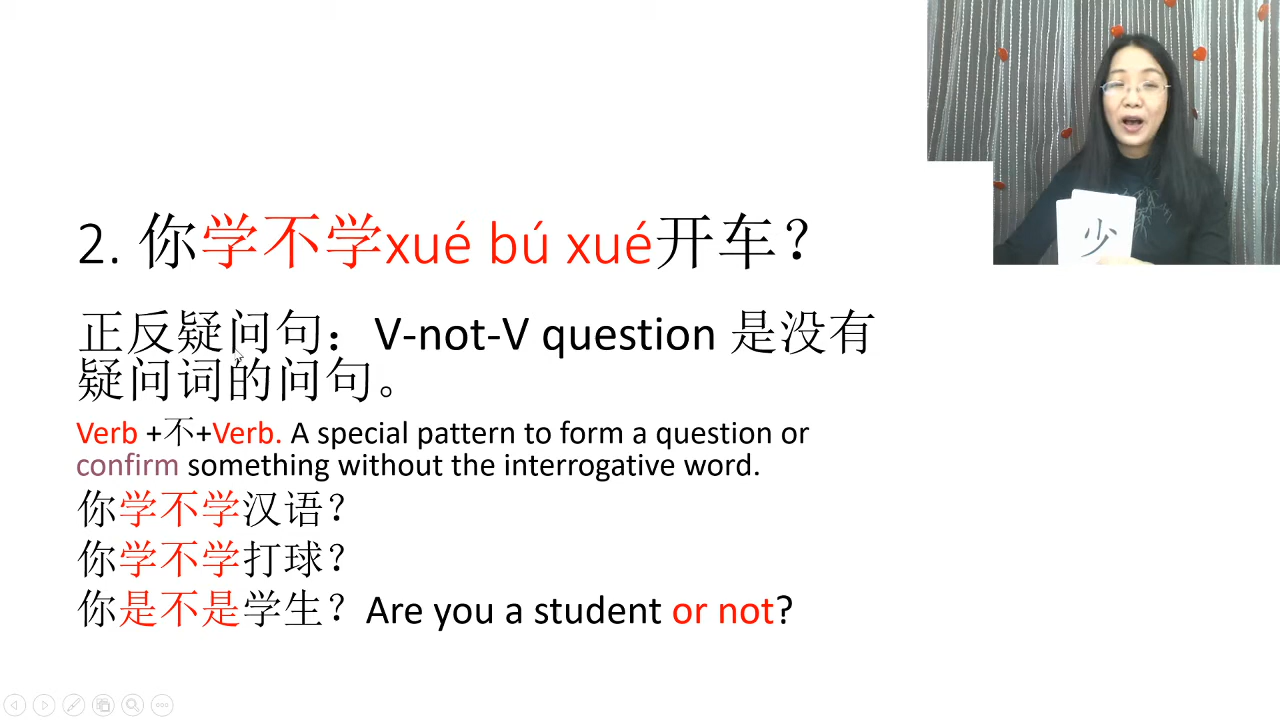 2. 你学不学xué bú xué开车？
正反疑问句：V-not-V question 是没有
疑问词的问句。
Verb +不+Verb. A special pattern to form a question or
confirm something without the interrogative word.
你学不学汉语？
你学不学打球？
你是不是学生？Are you a student or not?
少